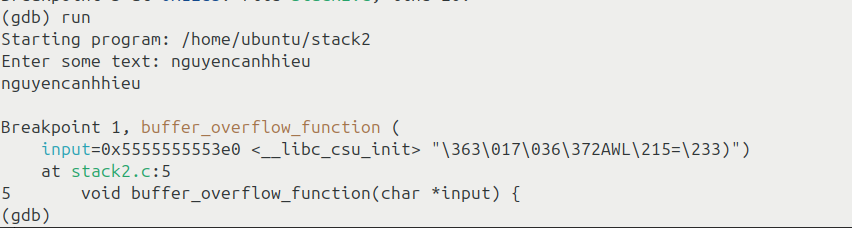 (gdb) run
Starting program: /home/ubuntu/stack2
Enter some text: nguyencanhhieu
nguyencanhhieu
Breakpoint 1, buffer_overflow_function (
    input=0x5555555553e0 <__libc_csu_init> "\363\017\036\372AWL\215=\233)")
    at stack2.c:5
5       void buffer_overflow_function(char *input) {
(gdb)